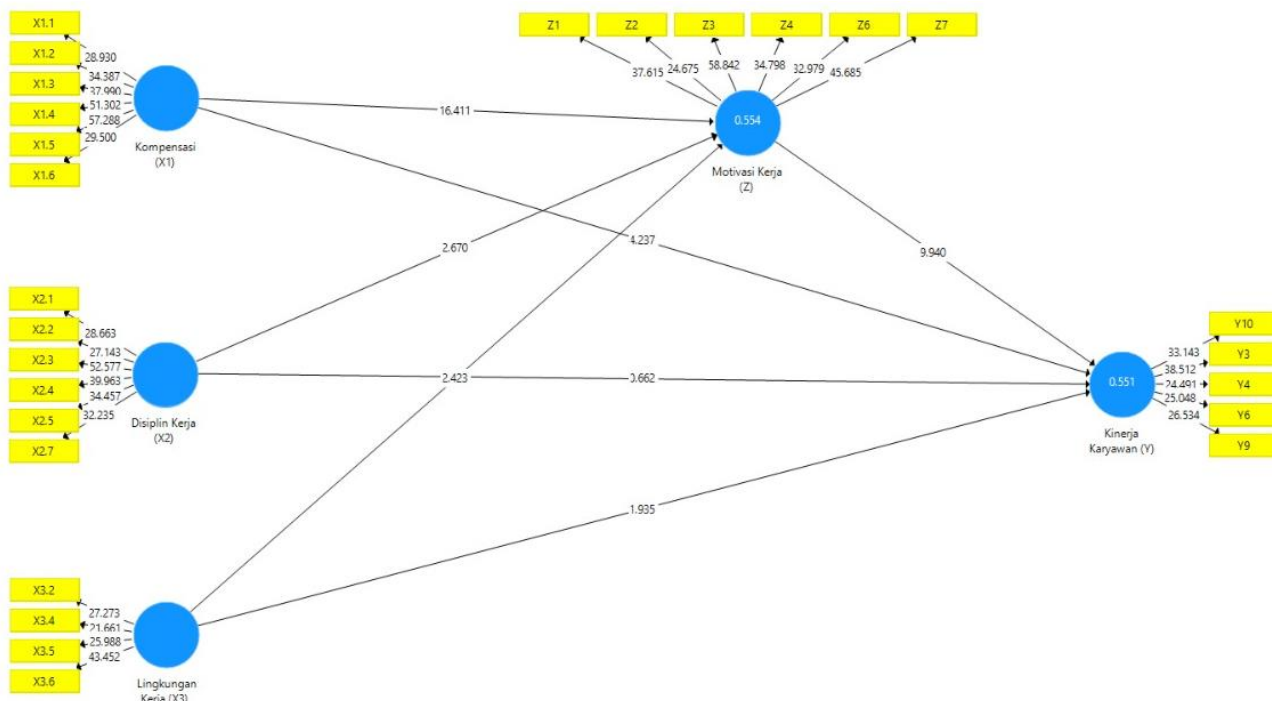 X1.1
X1.2
X1.3
X1.4
X1.5
X1.6
28.930
34.387
37.990
51.302
57.288
29.500
Kompensasi
(X1)
Z1
Z2
Z3
Z4
Z6
Z7
37.615
24.675
58.842
34.798
32.979
45.685
0.554
Motivasi Kerja
(Z)
16.411
4.237
9.940
2.670
X2.1
X2.2
X2.3
X2.4
X2.5
X2.7
28.663
27.143
52.577
39.963
34.457
32.235
Disiplin Kerja
(X2)
2.423
0.662
1.935
0.551
Kinerja
Karyawan (Y)
Y10
Y3
Y4
Y6
Y9
33.143
38.512
24.491
25.048
26.534
X3.2
X3.4
X3.5
X3.6
27.273
21.661
25.988
43.452
Lingkungan
Kerja (X3)